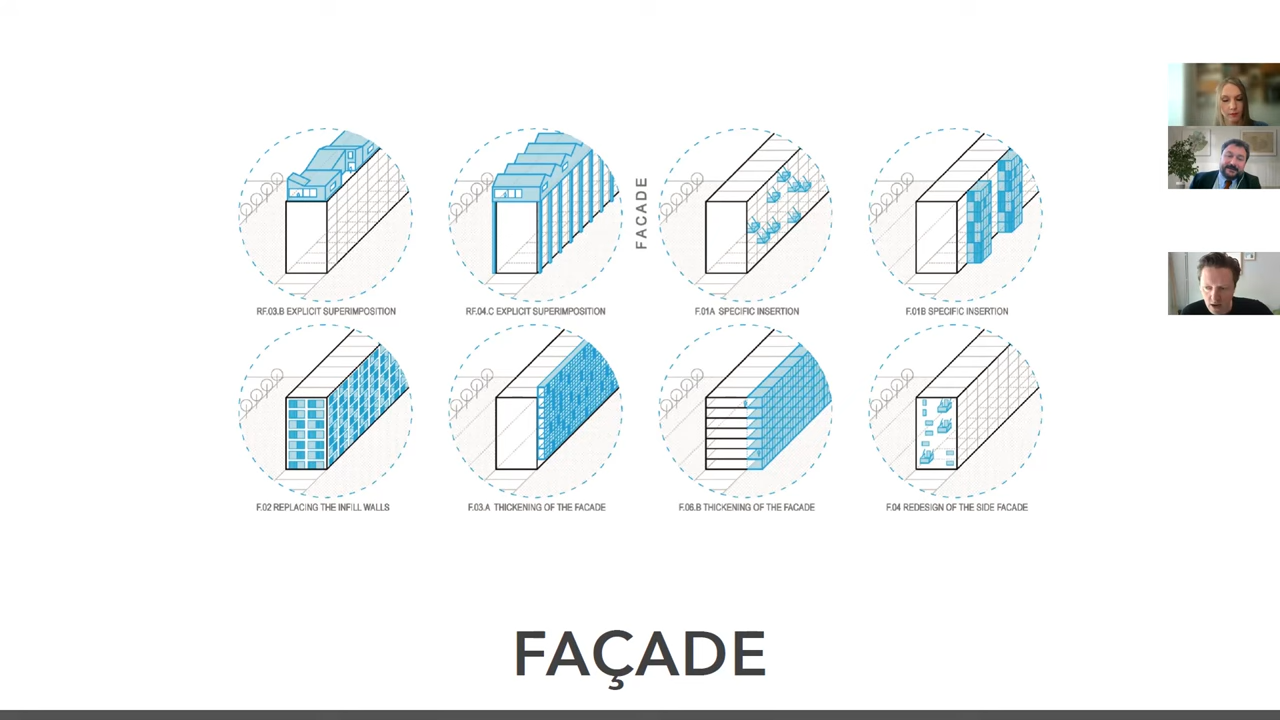 FACADE
RF.03.B EXPLICIT SUPERIMPOSITION
RF.04.C EXPLICIT SUPERIMPOSITION
F.01A SPECIFIC INSERTION
F.01B SPECIFIC INSERTION
F.02 REPLACING THE INFILL WALLS
F.03.A THICKENING OF THE FACADE
F.06.B THICKENING OF THE FACADE
F.04 REDESIGN OF THE SIDE FACADE
FAÇADE